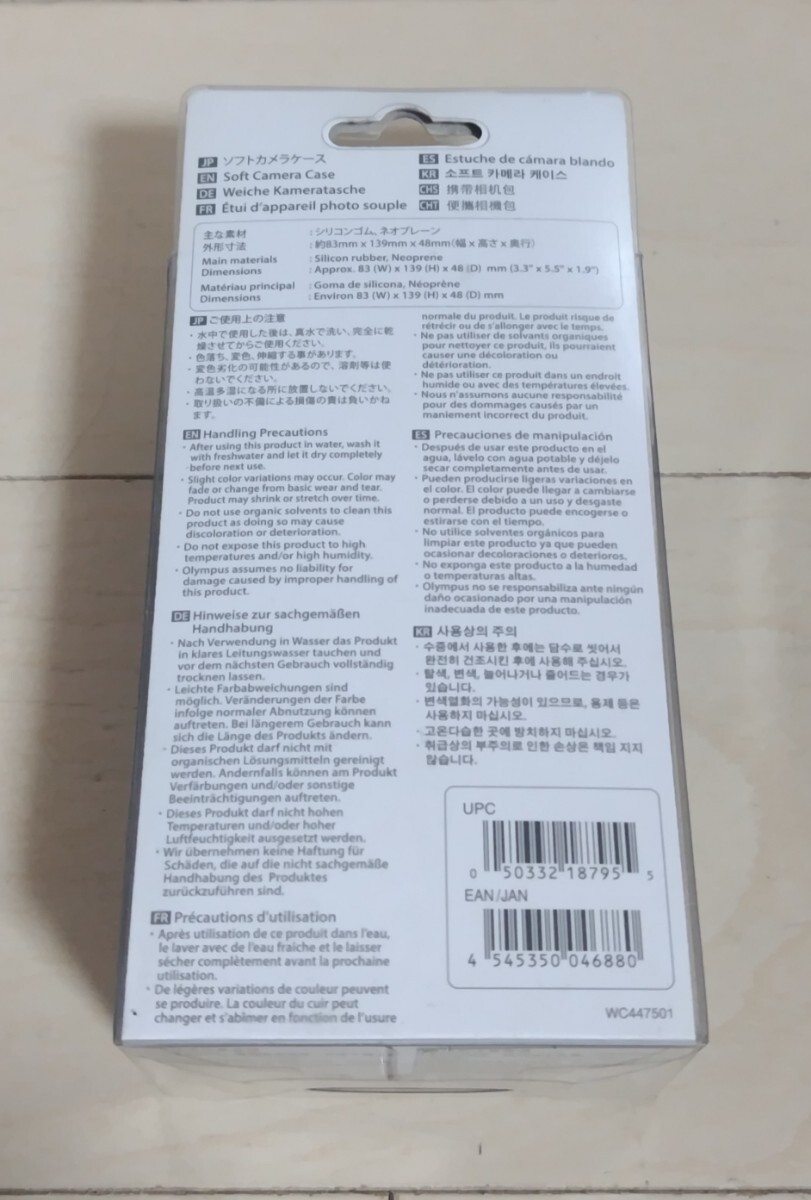 JP ソフトカメラケース
EN Soft Camera Case
DE Weiche Kameratasche
FR Étui d'appareil photo souple
ES Estuche de cámara blando
KR 소프트 카메라 케이스
CHS 携带相机包
CHT 便攜相機包
主な素材 : シリコンゴム、ネオプレーン
外形寸法 : 約83mm x 139mm x 48mm(幅 x 高さ x 奥行)
Main materials : Silicon rubber, Neoprene
Dimensions : Approx. 83 (W) x 139 (H) x 48 (D) mm (3.3" x 5.5" x 1.9")
Matériau principal : Goma de silicona, Néoprène
Dimensions : Environ 83 (W) x 139 (H) x 48 (D) mm
JP ご使用上の注意
・水中で使用した後は、真水で洗い、完全に乾
燥させてからご使用ください。
・色落ち、変色、伸縮する事があります。
・変色劣化の可能性があるので、溶剤等は使
わないでください。
・高温多湿になる所に放置しないでください。
・取り扱いの不備による損傷の責は負いかね
ます。
EN Handling Precautions
・After using this product in water, wash it
with freshwater and let it dry completely
before next use.
・Slight color variations may occur. Color may
fade or change from basic wear and tear.
Product may shrink or stretch over time.
・Do not use organic solvents to clean this
product as doing so may cause
discoloration or deterioration.
・Do not expose this product to high
temperatures and/or high humidity.
・Olympus assumes no liability for
damage caused by improper handling of
this product.
DE Hinweise zur sachgemäßen
Handhabung
・Nach Verwendung in Wasser das Produkt
in klares Leitungswasser tauchen und
vor dem nächsten Gebrauch vollständig
trocknen lassen.
・Leichte Farbabweichungen sind
möglich. Veränderungen der Farbe
infolge normaler Abnutzung können
auftreten. Bei längerem Gebrauch kann
sich die Länge des Produkts ändern.
・Dieses Produkt darf nicht mit
organischen Lösungsmitteln gereinigt
werden. Andernfalls können am Produkt
Verfärbungen und/oder sonstige
Beeinträchtigungen auftreten.
・Dieses Produkt darf nicht hohen
Temperaturen und/oder hoher
Luftfeuchtigkeit ausgesetzt werden.
・Wir übernehmen keine Haftung für
Schäden, die auf die nicht sachgemäße
Handhabung des Produktes
zurückzuführen sind.
FR Précautions d'utilisation
・Après utilisation de ce produit dans l'eau,
le laver avec de l'eau fraiche et le laisser
sécher complètement avant la prochaine
utilisation.
・De légères variations de couleur peuvent
se produire. La couleur du cuir peut
changer et s'abîmer en fonction de l'usure
normale du produit. Le produit risque de
rétrécir ou de s'allonger avec le temps.
・Ne pas utiliser de solvants organiques
pour nettoyer ce produit, ils pourraient
causer une décoloration ou
détérioration.
・Ne pas utiliser ce produit dans un endroit
humide ou avec des températures élevées.
・Nous n'assumons aucune responsabilité
pour des dommages causés par un
maniement incorrect du produit.
ES Precauciones de manipulación
・Después de usar este producto en el
agua, lávelo con agua potable y déjelo
secar completamente antes de usar.
・Pueden producirse ligeras variaciones en
el color. El color puede llegar a cambiarse
o perderse debido a un uso y desgaste
normal. El producto puede encogerse o
estirarse con el tiempo.
・No utilice solventes orgánicos para
limpiar este producto ya que pueden
ocasionar decoloraciones o deterioros.
・No exponga este producto a la humedad
o temperaturas altas.
・Olympus no se responsabiliza ante ningún
daño ocasionado por una manipulación
inadecuada de este producto.
KR 사용상의 주의
・수중에서 사용한 후에는 담수로 씻어서
완전히 건조시킨 후에 사용해 주십시오.
・탈색, 변색, 늘어나거나 줄어드는 경우가
있습니다.
・변색열화의 가능성이 있으므로, 용제 등은
사용하지 마십시오.
・고온다습한 곳에 방치하지 마십시오.
・취급상의 부주의로 인한 손상은 책임 지지
않습니다.
UPC
0 50332 18795 5
EAN/JAN
4 545350 046880
WC447501